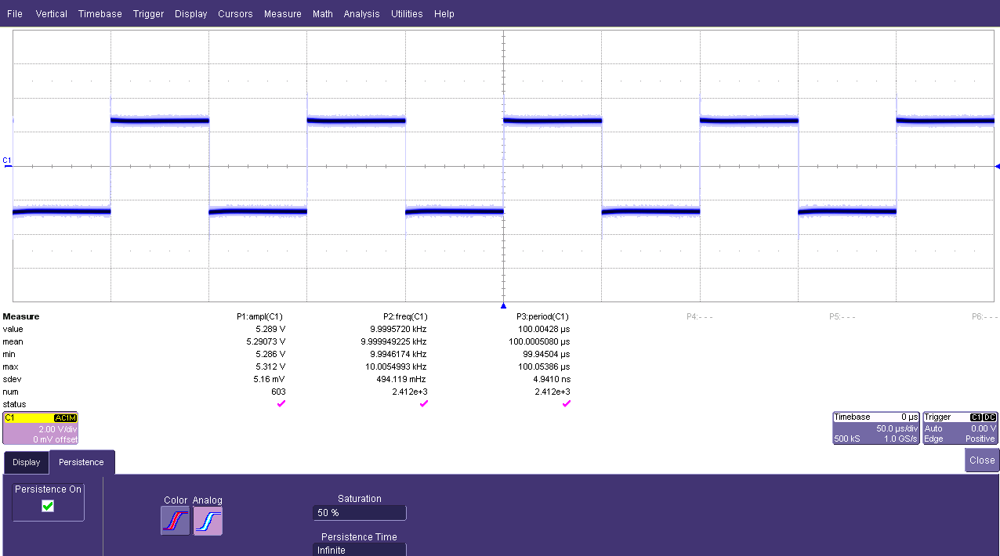 File Vertical Timebase Trigger Display Cursors Measure Math Analysis Utilities Help
C1
Measure P1:ampl(C1) P2:freq(C1) P3:period(C1) P4:- - - P5:- - - P6:- - -
value 5.289 V 9.9995720 kHz 100.00428 µs
mean 5.29073 V 9.999949225 kHz 100.0005080 µs
min 5.286 V 9.9946174 kHz 99.94504 µs
max 5.312 V 10.0054993 kHz 100.05386 µs
sdev 5.16 mV 494.119 mHz 4.9410 ns
num 603 2.412e+3 2.412e+3
status
C1 AC1M
2.00 V/div
0 mV offset
Timebase 0 µs
50.0 µs/div
500 kS 1.0 GS/s
Trigger C1 DC
Auto 0.00 V
Edge Positive
Display Persistence Close
Persistence On
Color Analog
Saturation
50 %
Persistence Time
Infinite